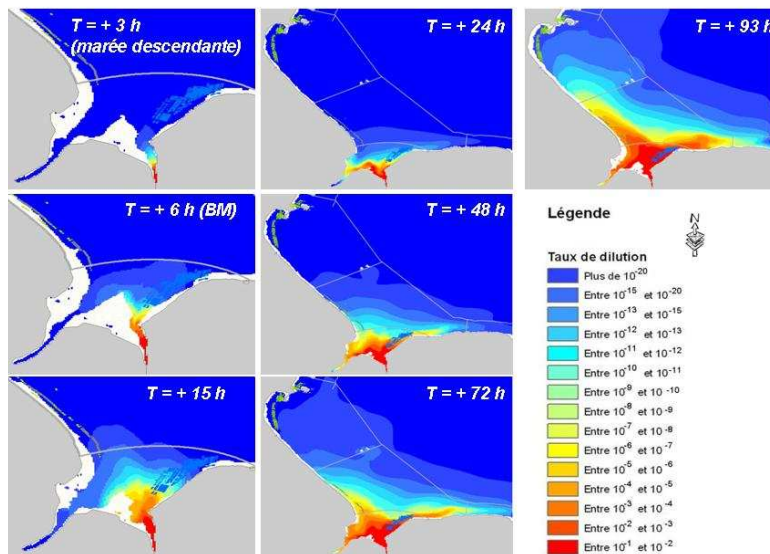 T = + 3 h
(marée descendante)
T = + 24 h
T = + 93 h
T = + 6 h (BM)
T = + 48 h
T = + 15 h
T = + 72 h
Légende
N
Taux de dilution
Plus de 10-20
Entre 10-15 et 10-20
Entre 10-13 et 10-15
Entre 10-12 et 10-13
Entre 10-11 et 10-12
Entre 10-10 et 10-11
Entre 10-9 et 10-10
Entre 10-8 et 10-9
Entre 10-7 et 10-8
Entre 10-6 et 10-7
Entre 10-5 et 10-6
Entre 10-4 et 10-5
Entre 10-3 et 10-4
Entre 10-2 et 10-3
Entre 10-1 et 10-2